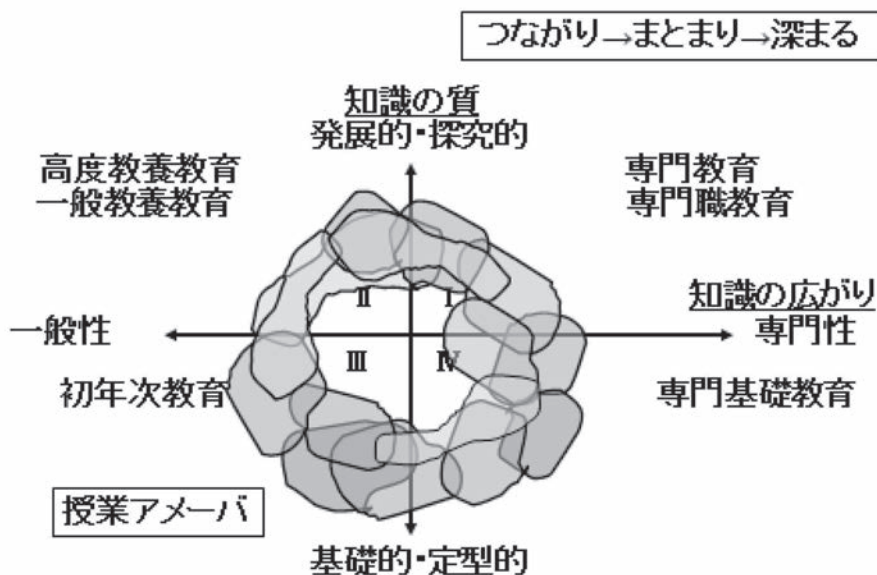 つながり→まとまり→深まる
知識の質
発展的・探究的
高度教養教育
一般教養教育
専門教育
専門職教育
Ⅱ
Ⅰ
知識の広がり
一般性
専門性
Ⅲ
Ⅳ
初年次教育
専門基礎教育
授業アメーバ
基礎的・定型的